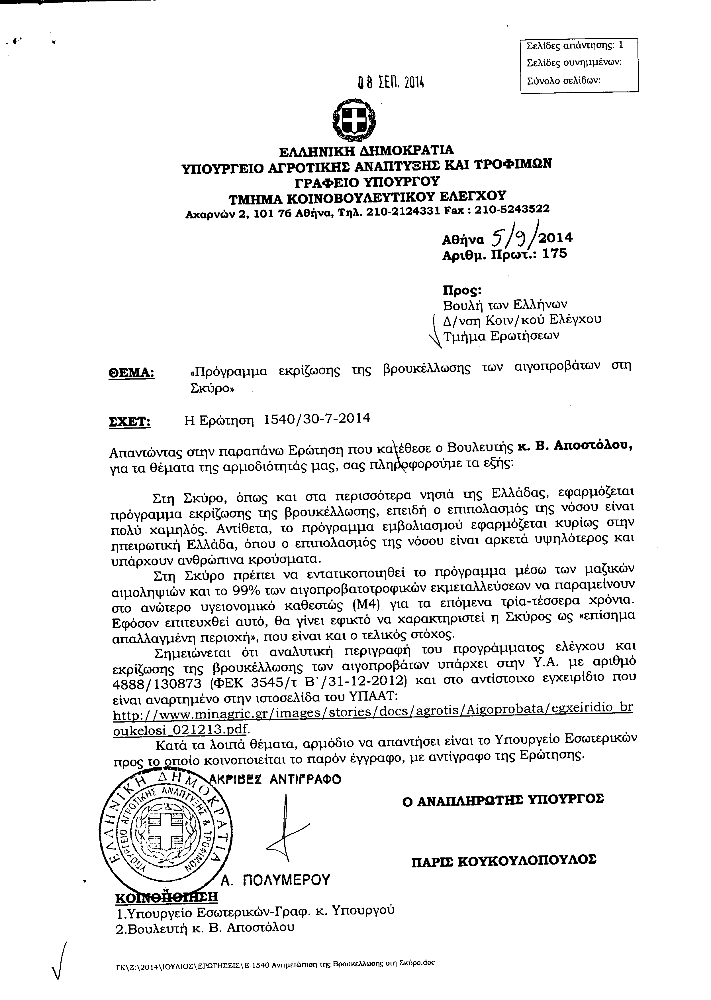 Σελίδες απάντησης: 1
Σελίδες συνημμένων:
Σύνολο σελίδων:
08 ΣΕΠ. 2014
ΕΛΛΗΝΙΚΗ ΔΗΜΟΚΡΑΤΙΑ
ΥΠΟΥΡΓΕΙΟ ΑΓΡΟΤΙΚΗΣ ΑΝΑΠΤΥΞΗΣ ΚΑΙ ΤΡΟΦΙΜΩΝ
ΓΡΑΦΕΙΟ ΥΠΟΥΡΓΟΥ
ΤΜΗΜΑ ΚΟΙΝΟΒΟΥΛΕΥΤΙΚΟΥ ΕΛΕΓΧΟΥ
Αχαρνών 2, 101 76 Αθήνα, Τηλ. 210-2124331 Fax : 210-5243522
Αθήνα 5/9/2014
Αριθμ. Πρωτ.: 175
Προς:
Βουλή των Ελλήνων
Δ/νση Κοιν/κού Ελέγχου
Τμήμα Ερωτήσεων
ΘΕΜΑ: «Πρόγραμμα εκρίζωσης της βρουκέλλωσης των αιγοπροβάτων στη
Σκύρο»
ΣΧΕΤ: Η Ερώτηση 1540/30-7-2014
Απαντώντας στην παραπάνω Ερώτηση που κατέθεσε ο Βουλευτής κ. Β. Αποστόλου,
για τα θέματα της αρμοδιότητάς μας, σας πληροφορούμε τα εξής:
Στη Σκύρο, όπως και στα περισσότερα νησιά της Ελλάδας, εφαρμόζεται
πρόγραμμα εκρίζωσης της βρουκέλλωσης, επειδή ο επιπολασμός της νόσου είναι
πολύ χαμηλός. Αντίθετα, το πρόγραμμα εμβολιασμού εφαρμόζεται κυρίως στην
ηπειρωτική Ελλάδα, όπου ο επιπολασμός της νόσου είναι αρκετά υψηλότερος και
υπάρχουν ανθρώπινα κρούσματα.
Στη Σκύρο πρέπει να εντατικοποιηθεί το πρόγραμμα μέσω των μαζικών
αιμοληψιών και το 99% των αιγοπροβατοτροφικών εκμεταλλεύσεων να παραμείνουν
στο ανώτερο υγειονομικό καθεστώς (Μ4) για τα επόμενα τρία-τέσσερα χρόνια.
Εφόσον επιτευχθεί αυτό, θα γίνει εφικτό να χαρακτηριστεί η Σκύρος ως «επίσημα
απαλλαγμένη περιοχή», που είναι και ο τελικός στόχος.
Σημειώνεται ότι αναλυτική περιγραφή του προγράμματος ελέγχου και
εκρίζωσης της βρουκέλλωσης των αιγοπροβάτων υπάρχει στην Υ.Α. με αριθμό
4888/130873 (ΦΕΚ 3545/τ Β'/31-12-2012) και στο αντίστοιχο εγχειρίδιο που
είναι αναρτημένο στην ιστοσελίδα του ΥΠΑΑΤ:
http://www.minagric.gr/images/stories/docs/agrotis/Aigoprobata/egxeiridio_br
oukelosi_021213.pdf.
Κατά τα λοιπά θέματα, αρμόδιο να απαντήσει είναι το Υπουργείο Εσωτερικών
προς το οποίο κοινοποιείται το παρόν έγγραφο, με αντίγραφο της Ερώτησης.
ΑΚΡΙΒΕΣ ΑΝΤΙΓΡΑΦΟ
ΕΛΛΗΝΙΚΗ ΔΗΜΟΚΡΑΤΙΑ
ΥΠΟΥΡΓΕΙΟ ΑΓΡΟΤΙΚΗΣ ΑΝΑΠΤΥΞΗΣ & ΤΡΟΦΙΜΩΝ
Ο ΑΝΑΠΛΗΡΩΤΗΣ ΥΠΟΥΡΓΟΣ
ΠΑΡΙΣ ΚΟΥΚΟΥΛΟΠΟΥΛΟΣ
Α. ΠΟΛΥΜΕΡΟΥ
ΚΟΙΝΟΠΟΙΗΣΗ
1.Υπουργείο Εσωτερικών-Γραφ. κ. Υπουργού
2.Βουλευτή κ. Β. Αποστόλου
ΓΚ\Ζ:\2014\ΙΟΥΛΙΟΣ\ΕΡΩΤΗΣΕΙΣ\Ε 1540 Αντιμετώπιση της Βρουκέλλωσης στη Σκύρο.doc